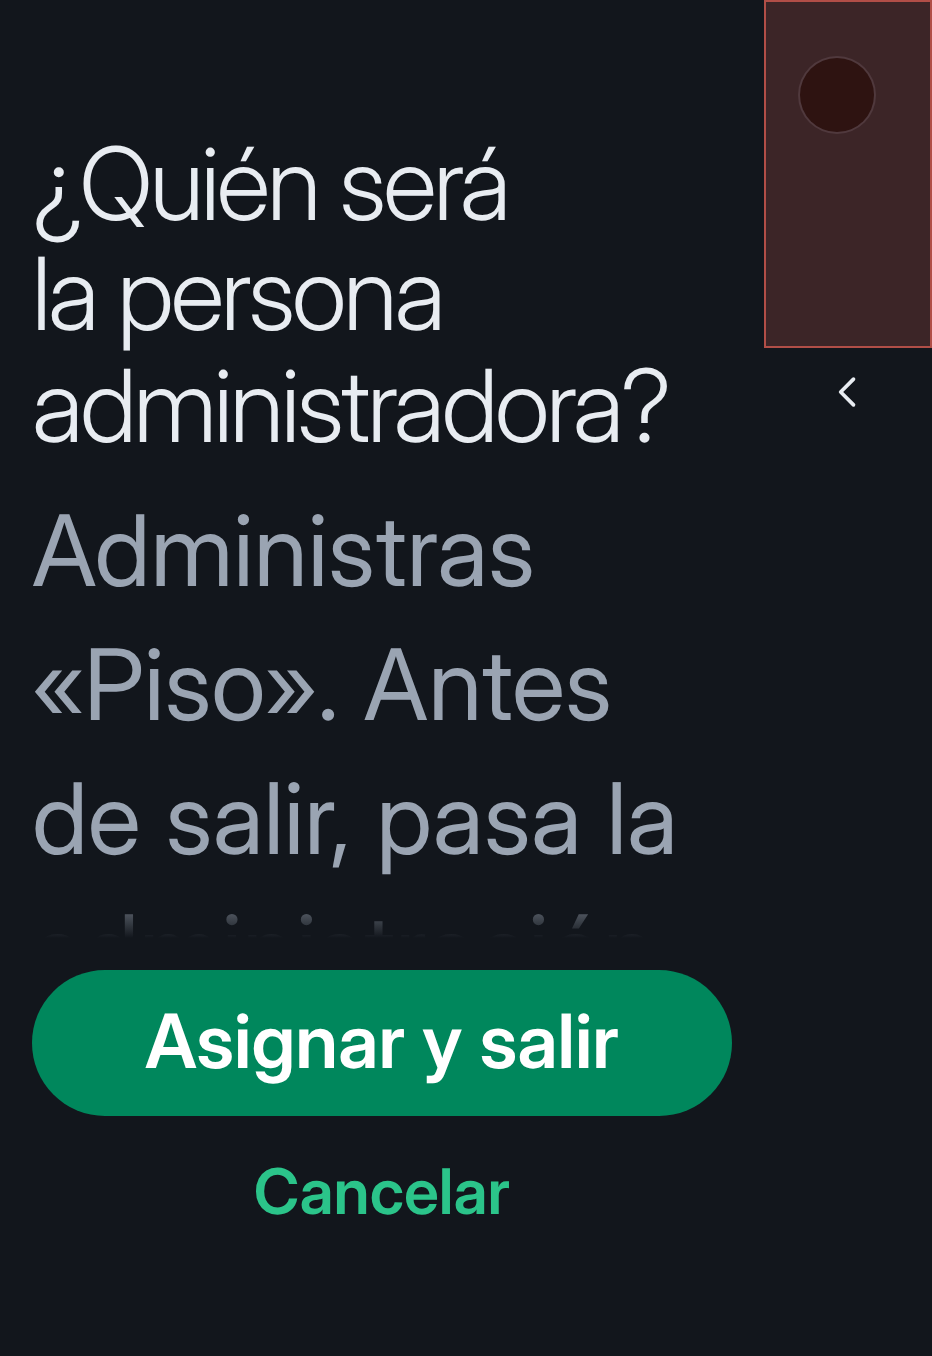 ¿Quién será
la persona
administradora?
Administras
«Piso». Antes
de salir, pasa la
Asignar y salir
Cancelar